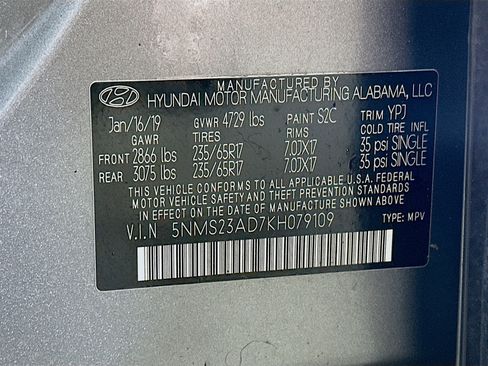 MANUFACTURED BY
HYUNDAI MOTOR MANUFACTURING ALABAMA, LLC
Jan/16/19 GVWR 4729 lbs PAINT S2C TRIM YPJ
GAWR TIRES RIMS COLD TIRE INFL
FRONT 2866 lbs 235/65R17 7.0JX17 35 psi SINGLE
REAR 3075 lbs 235/65R17 7.0JX17 35 psi SINGLE
THIS VEHICLE CONFORMS TO ALL APPLICABLE U.S.A. FEDERAL
MOTOR VEHICLE SAFETY AND THEFT PREVENTION STANDARDS
IN EFFECT ON THE DATE OF MANUFACTURE SHOWN ABOVE.
V.I.N 5NMS23AD7KH079109 TYPE: MPV